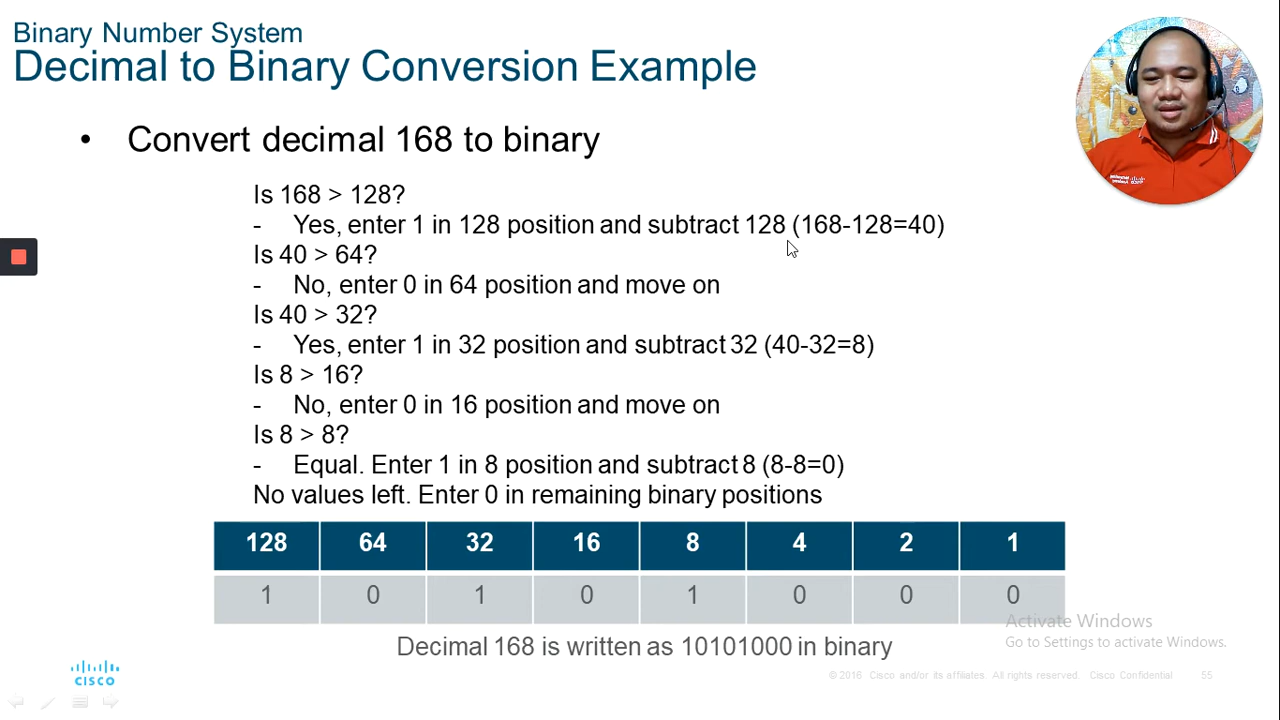 Binary Number System
Decimal to Binary Conversion Example
• Convert decimal 168 to binary
Is 168 > 128?
- Yes, enter 1 in 128 position and subtract 128 (168-128=40)
Is 40 > 64?
- No, enter 0 in 64 position and move on
Is 40 > 32?
- Yes, enter 1 in 32 position and subtract 32 (40-32=8)
Is 8 > 16?
- No, enter 0 in 16 position and move on
Is 8 > 8?
- Equal. Enter 1 in 8 position and subtract 8 (8-8=0)
No values left. Enter 0 in remaining binary positions
128 64 32 16 8 4 2 1
1 0 1 0 1 0 0 0
Decimal 168 is written as 10101000 in binary
Activate Windows
Go to Settings to activate Windows.
CISCO
© 2016 Cisco and/or its affiliates. All rights reserved. Cisco Confidential 55